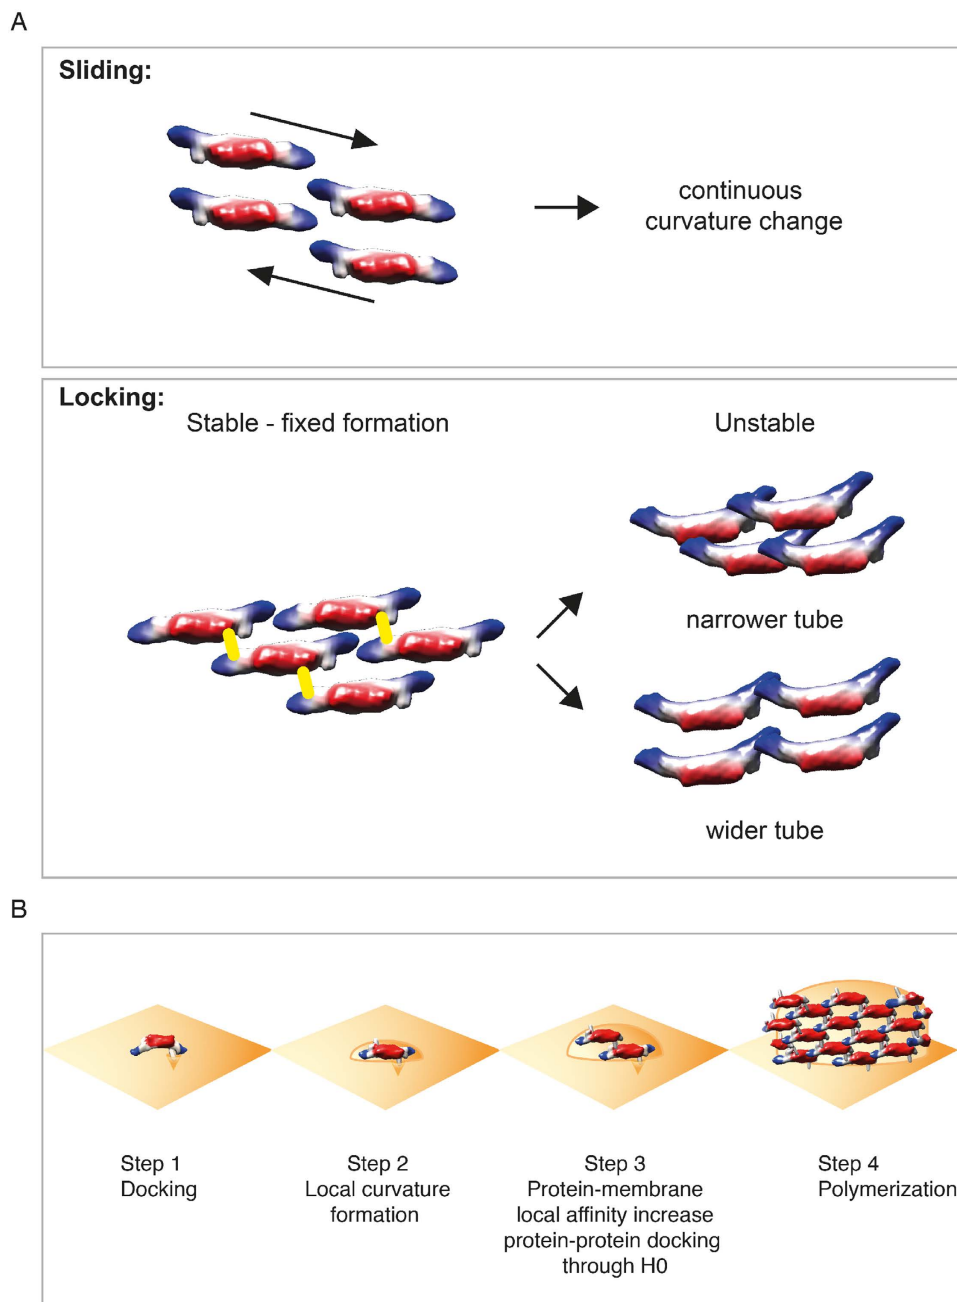 A
Sliding:
continuous
curvature change
Locking:
Stable - fixed formation
Unstable
narrower tube
wider tube
B
Step 1
Docking
Step 2
Local curvature
formation
Step 3
Protein-membrane
local affinity increase
protein-protein docking
through H0
Step 4
Polymerization